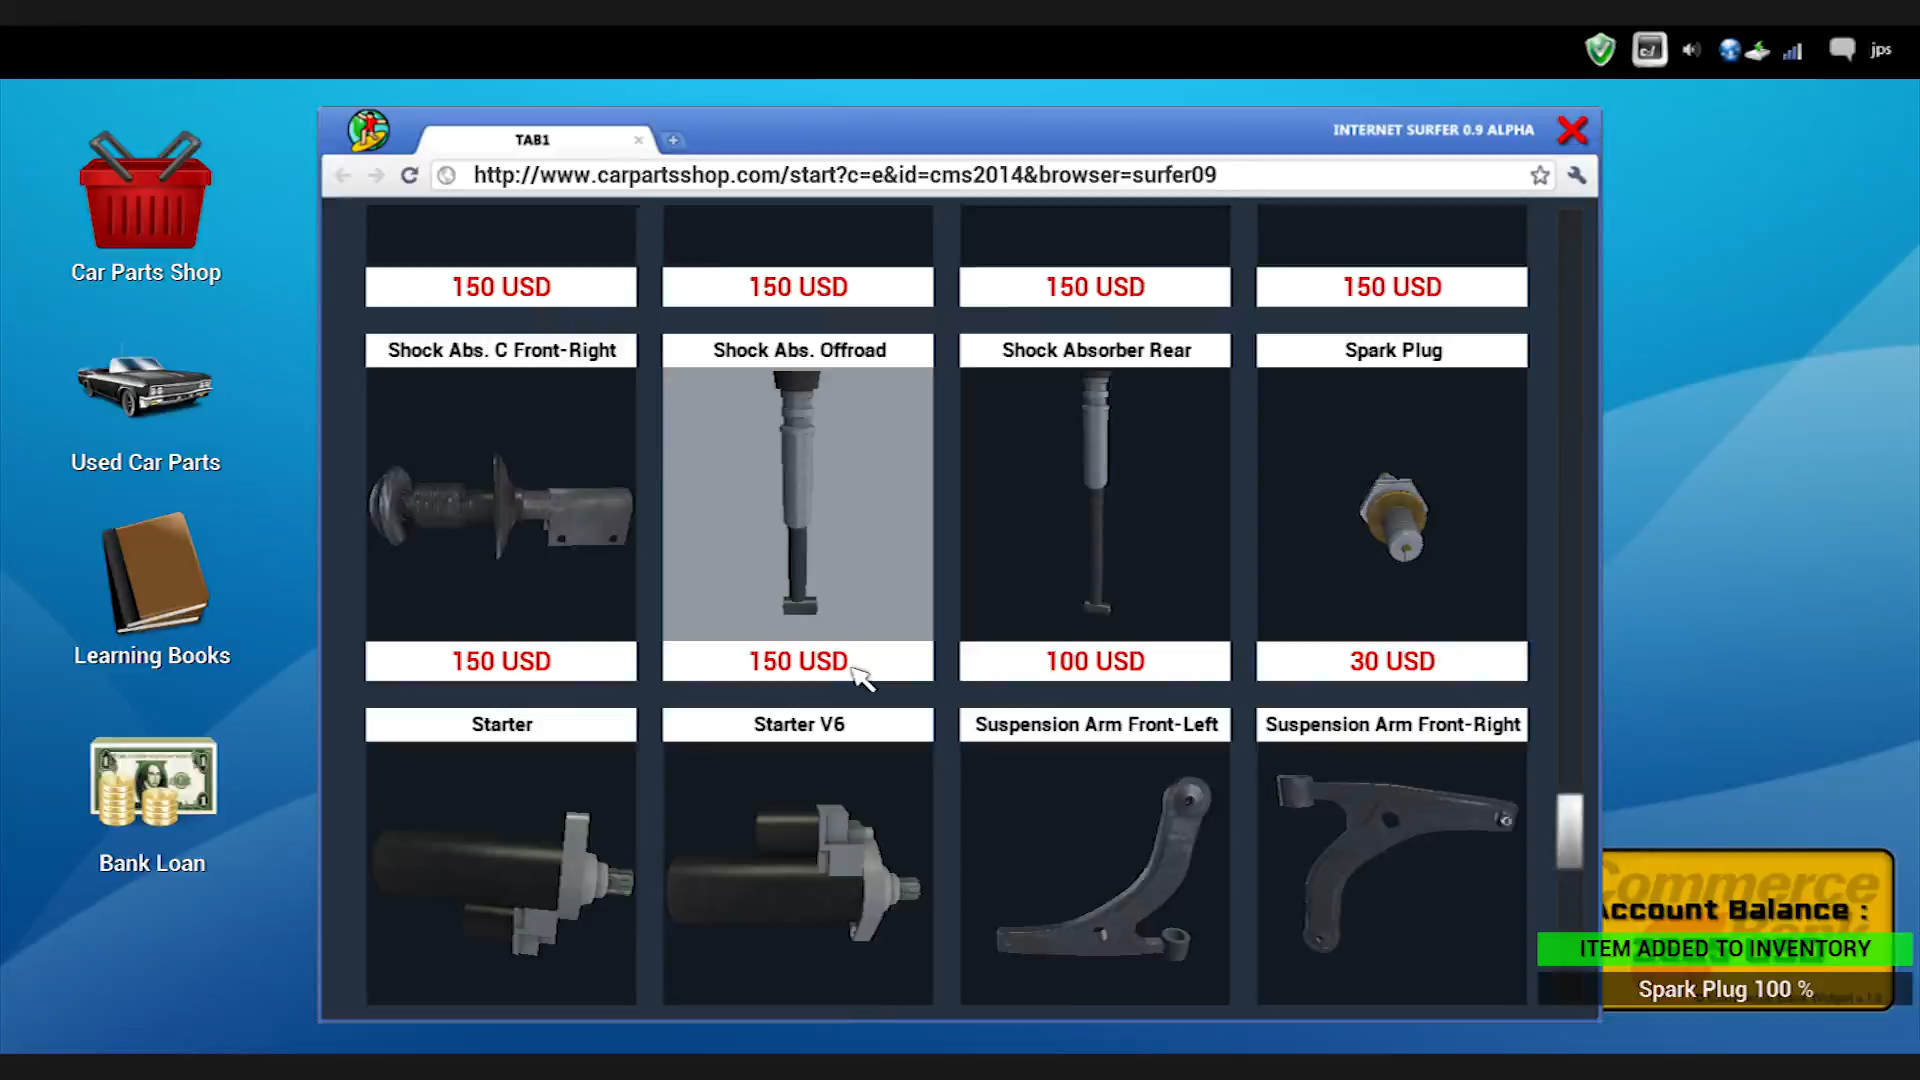 jps
TAB1
INTERNET SURFER 0.9 ALPHA
http://www.carpartsshop.com/start?c=e&id=cms2014&browser=surfer09
Car Parts Shop
Used Car Parts
Learning Books
Bank Loan
150 USD
150 USD
150 USD
150 USD
Shock Abs. C Front-Right
Shock Abs. Offroad
Shock Absorber Rear
Spark Plug
150 USD
150 USD
100 USD
30 USD
Starter
Starter V6
Suspension Arm Front-Left
Suspension Arm Front-Right
Commerce
Account Balance :
ITEM ADDED TO INVENTORY
Spark Plug 100 %